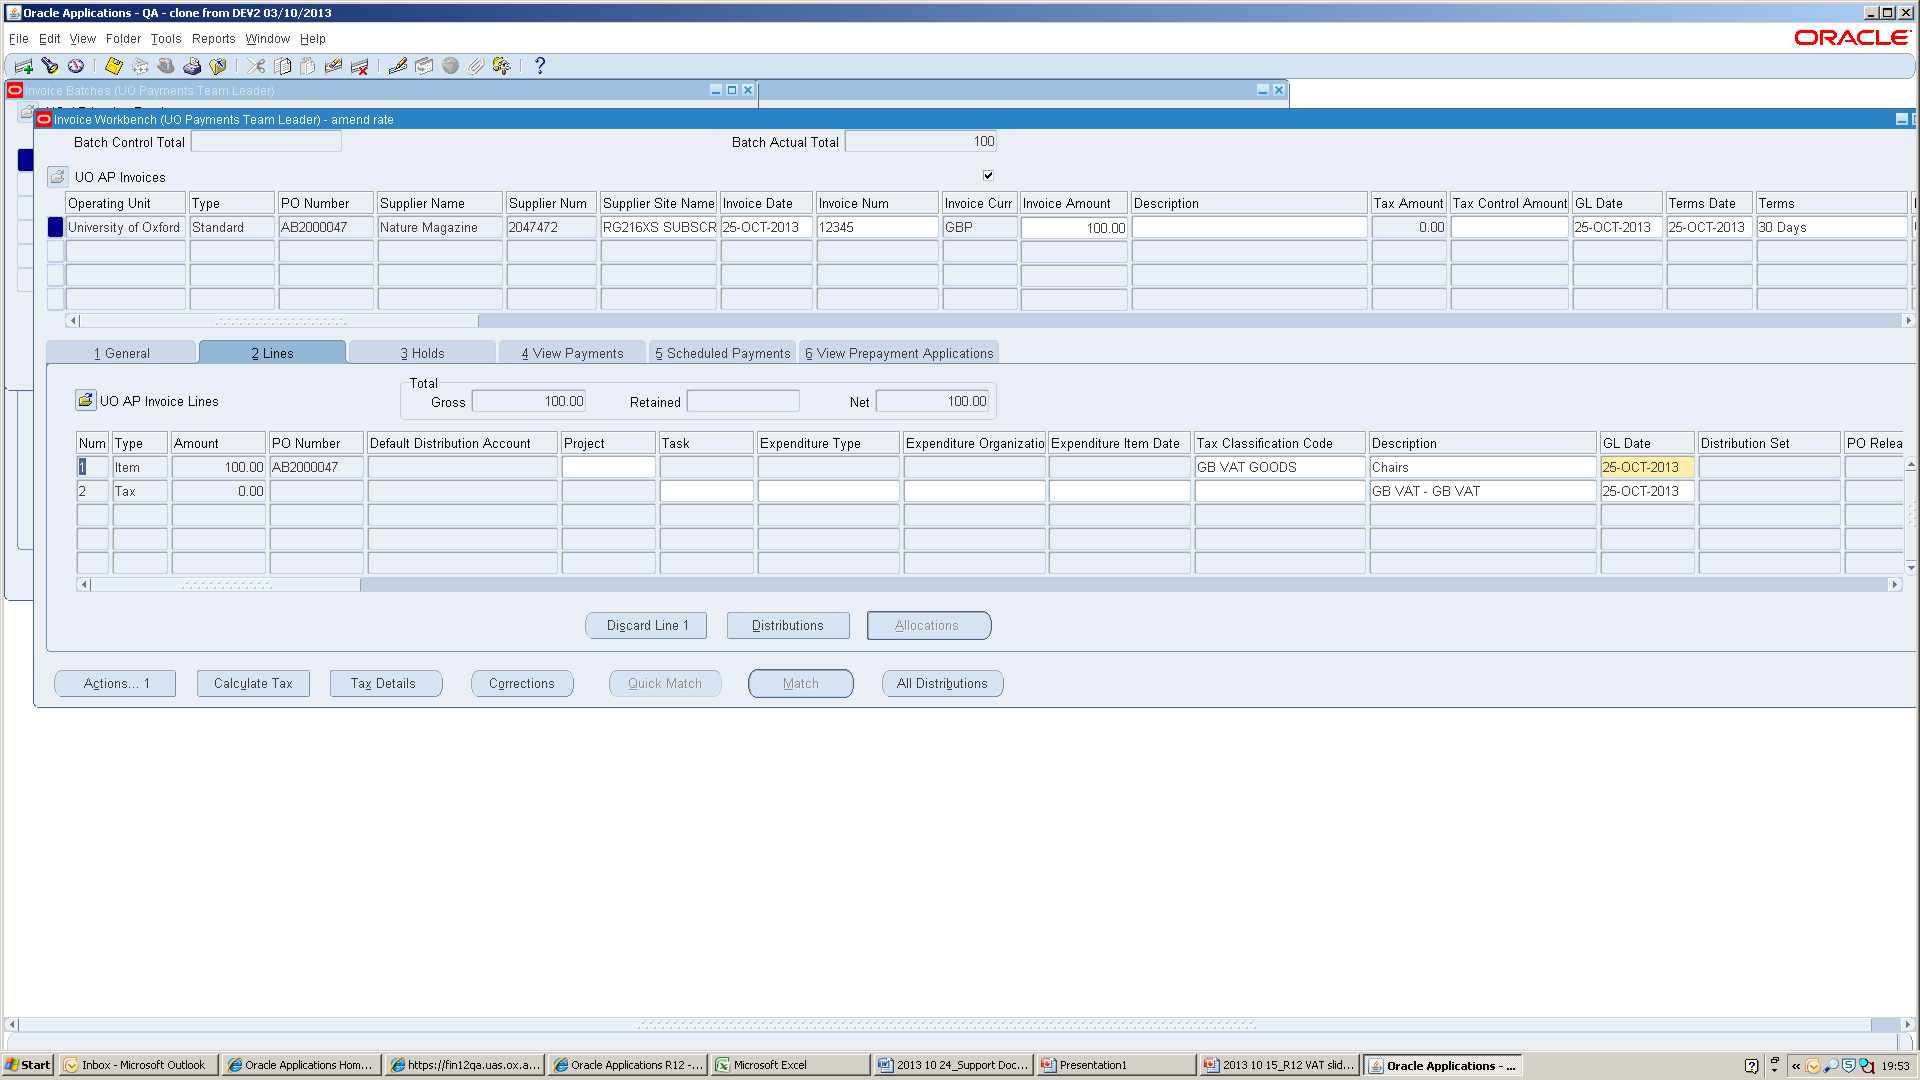 Oracle Applications - QA - clone from DEV2 03/10/2013
File Edit View Folder Tools Reports Window Help
ORACLE
Invoice Batches (UO Payments Team Leader)
Invoice Workbench (UO Payments Team Leader) - amend rate
Batch Control Total Batch Actual Total 100
UO AP Invoices
Operating Unit Type PO Number Supplier Name Supplier Num Supplier Site Name Invoice Date Invoice Num Invoice Curr Invoice Amount Description Tax Amount Tax Control Amount GL Date Terms Date Terms
University of Oxford Standard AB2000047 Nature Magazine 2047472 RG216XS SUBSCR 25-OCT-2013 12345 GBP 100.00 0.00 25-OCT-2013 25-OCT-2013 30 Days
1 General 2 Lines 3 Holds 4 View Payments 5 Scheduled Payments 6 View Prepayment Applications
Total
UO AP Invoice Lines Gross 100.00 Retained Net 100.00
Num Type Amount PO Number Default Distribution Account Project Task Expenditure Type Expenditure Organizatio Expenditure Item Date Tax Classification Code Description GL Date Distribution Set PO Relea
1 Item 100.00 AB2000047 GB VAT GOODS Chairs 25-OCT-2013
2 Tax 0.00 GB VAT - GB VAT 25-OCT-2013
Discard Line 1 Distributions Allocations
Actions... 1 Calculate Tax Tax Details Corrections Quick Match Match All Distributions
Start Inbox - Microsoft Outlook Oracle Applications Hom... https://fin12qa.uas.ox.a... Oracle Applications R12 -... Microsoft Excel 2013 10 24_Support Doc... Presentation1 2013 10 15_R12 VAT slid... Oracle Applications - ... « 19:53